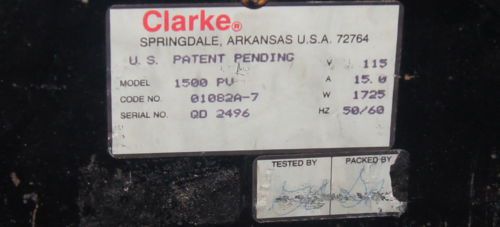 Clarke®
SPRINGDALE, ARKANSAS U.S.A. 72764
U.S. PATENT PENDING V 115
MODEL 1500 PV A 15.0
CODE NO. 01082A-7 W 1725
SERIAL NO. QD 2496 HZ 50/60
TESTED BY PACKED BY